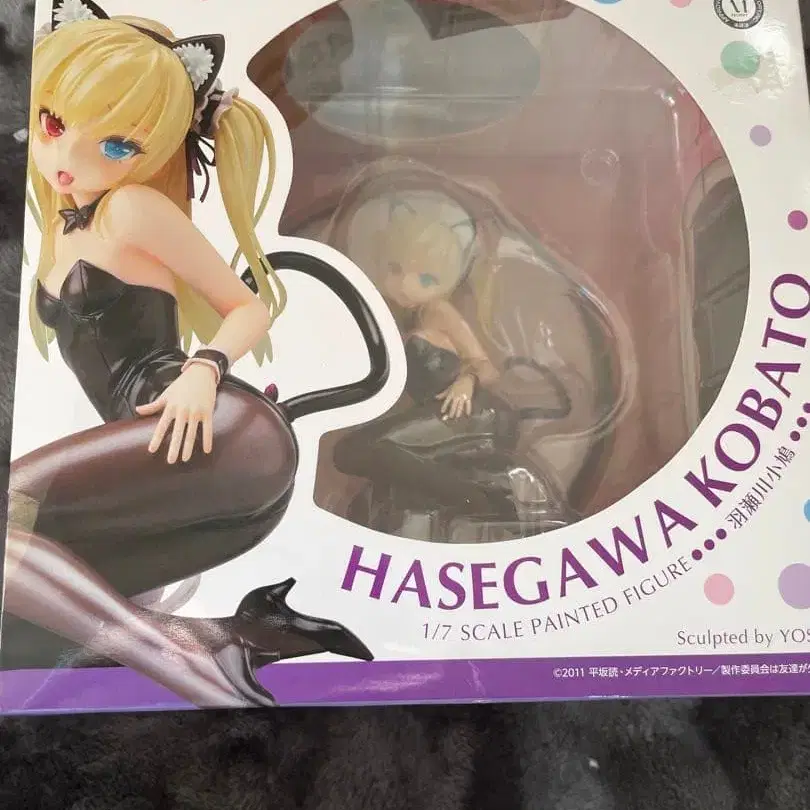 HASEGAWA KOBATO
1/7 SCALE PAINTED FIGURE
羽瀬川小鳩
Sculpted by YOS
©2011 平坂読・メディアファクトリー／製作委員会は友達が